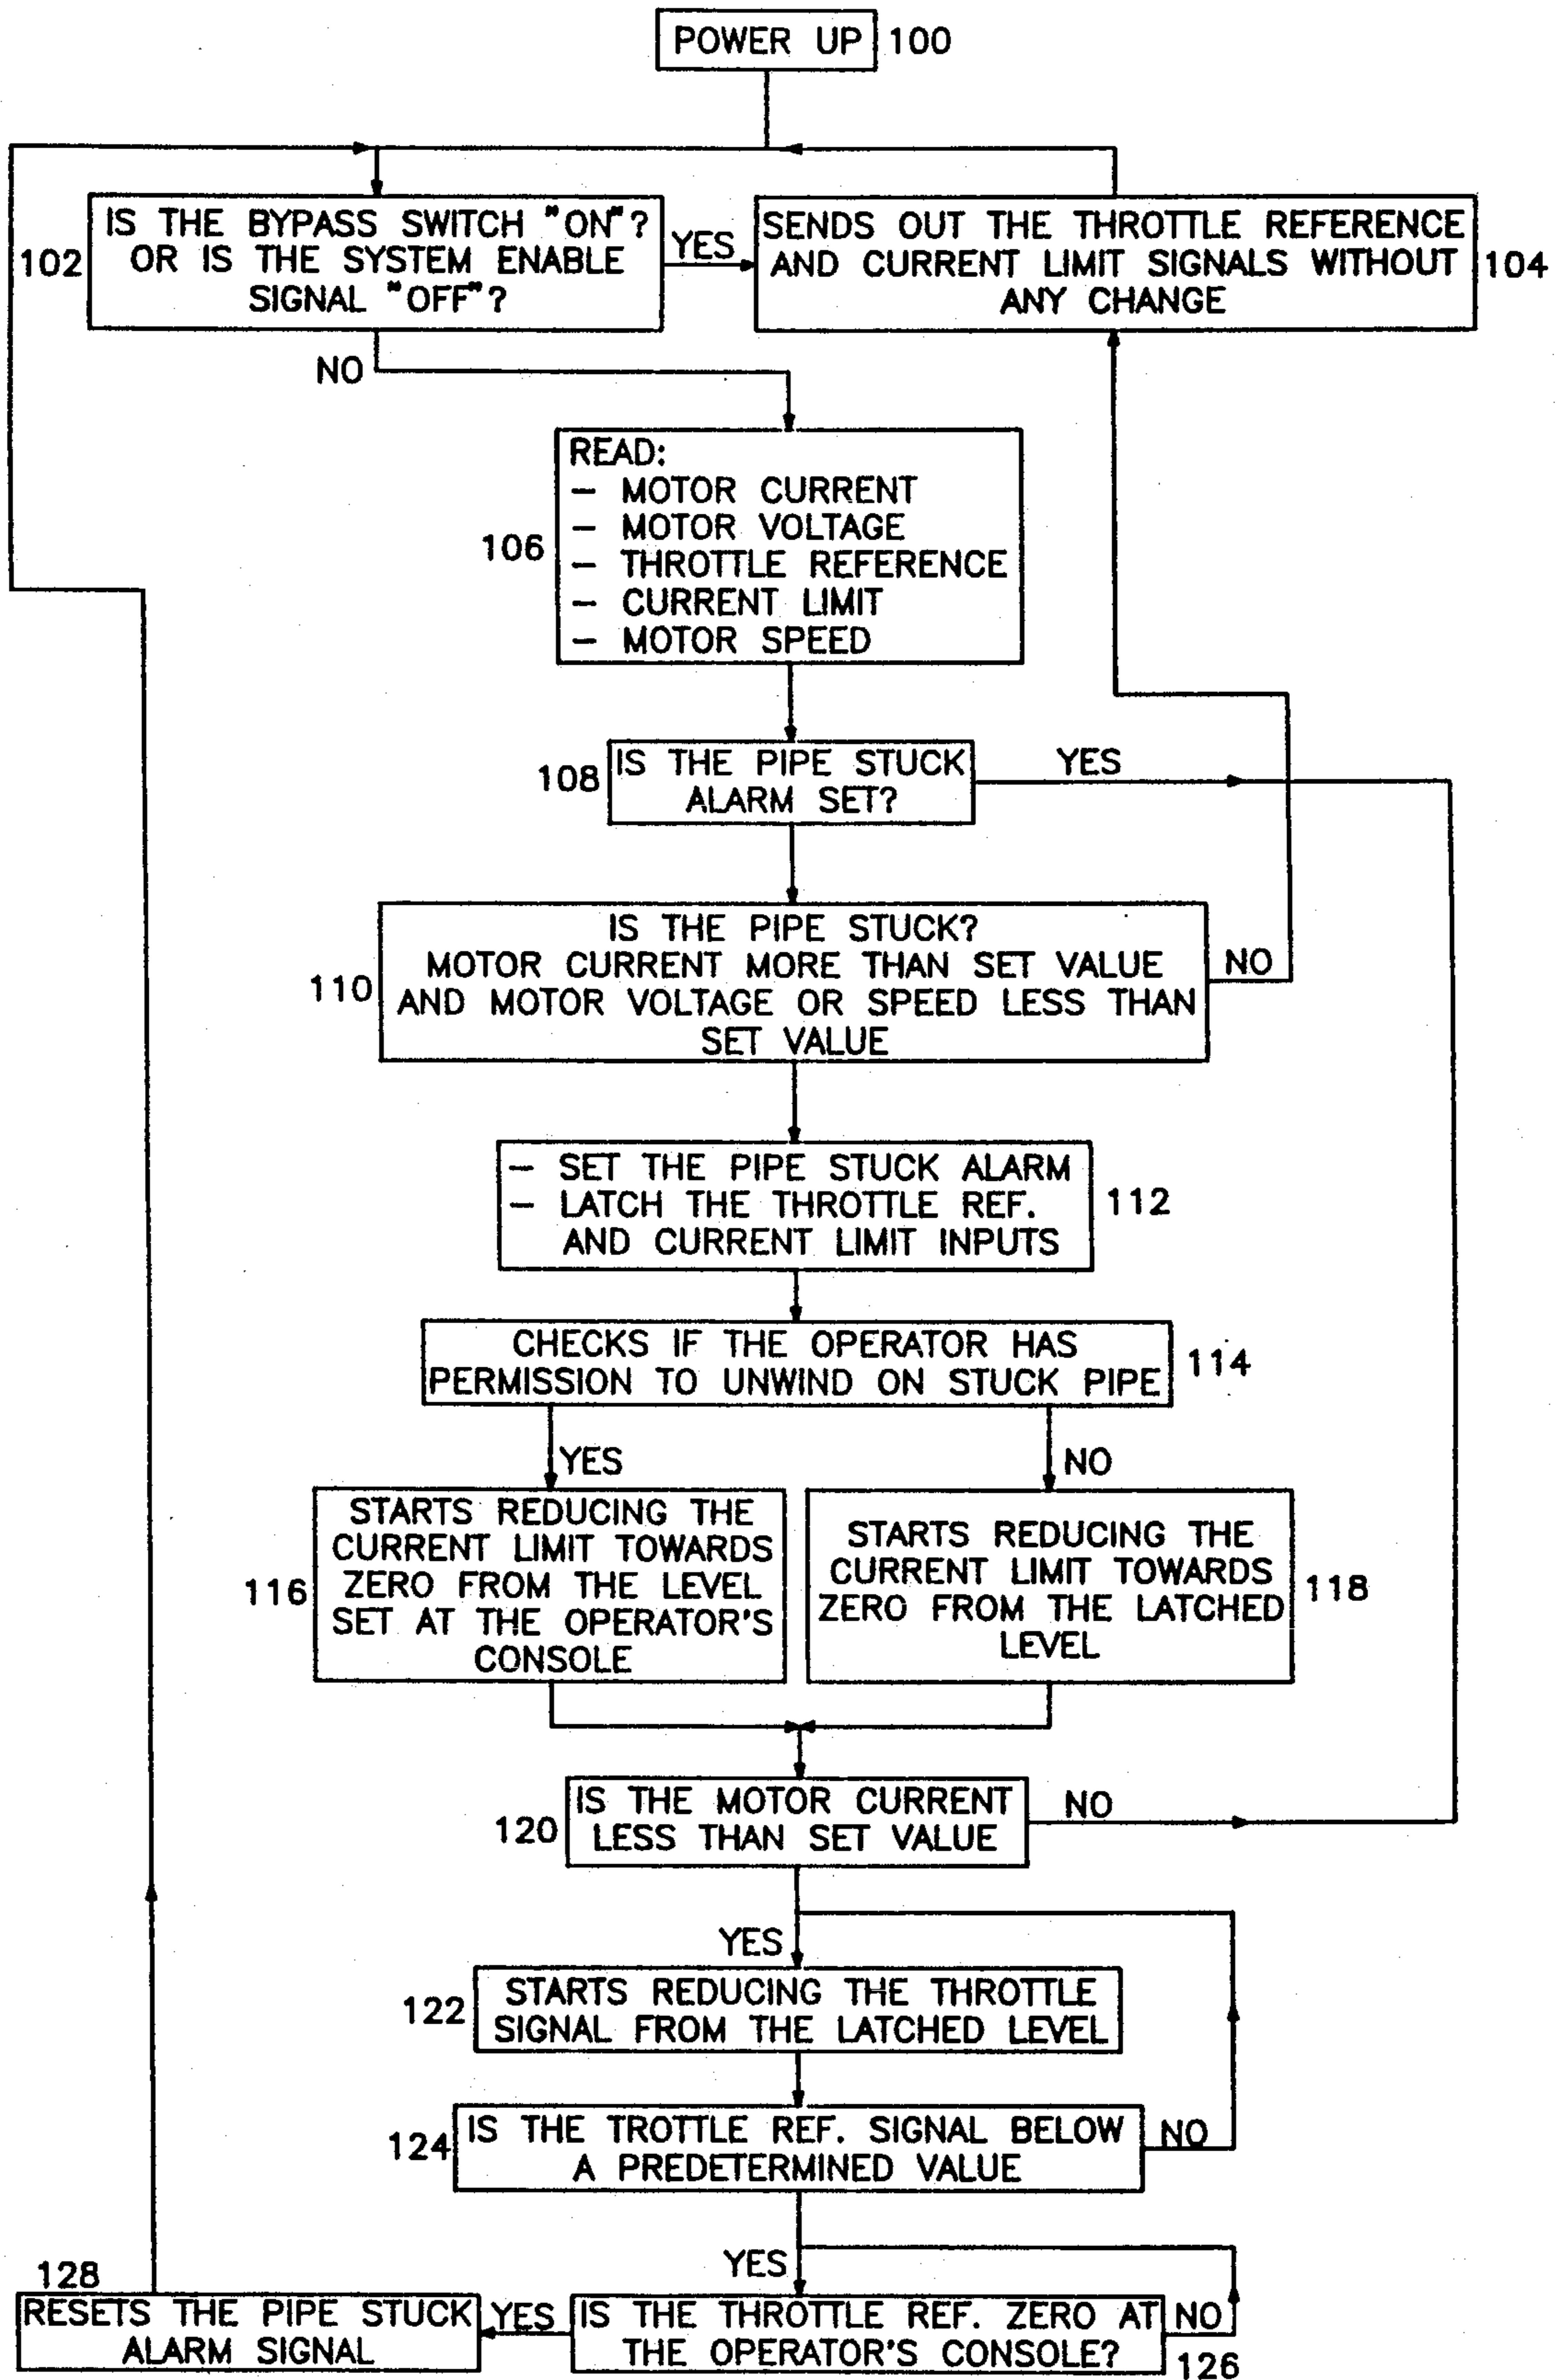 POWER UP 100
IS THE BYPASS SWITCH "ON"?
OR IS THE SYSTEM ENABLE
SIGNAL "OFF"?
102
YES
SENDS OUT THE THROTTLE REFERENCE
AND CURRENT LIMIT SIGNALS WITHOUT
ANY CHANGE
104
NO
READ:
- MOTOR CURRENT
- MOTOR VOLTAGE
- THROTTLE REFERENCE
- CURRENT LIMIT
- MOTOR SPEED
106
IS THE PIPE STUCK
ALARM SET?
108
YES
IS THE PIPE STUCK?
MOTOR CURRENT MORE THAN SET VALUE
AND MOTOR VOLTAGE OR SPEED LESS THAN
SET VALUE
110
NO
- SET THE PIPE STUCK ALARM
- LATCH THE THROTTLE REF.
AND CURRENT LIMIT INPUTS
112
CHECKS IF THE OPERATOR HAS
PERMISSION TO UNWIND ON STUCK PIPE
114
YES
NO
STARTS REDUCING THE
CURRENT LIMIT TOWARDS
ZERO FROM THE LEVEL
SET AT THE OPERATOR'S
CONSOLE
116
STARTS REDUCING THE
CURRENT LIMIT TOWARDS
ZERO FROM THE LATCHED
LEVEL
118
IS THE MOTOR CURRENT
LESS THAN SET VALUE
120
NO
YES
STARTS REDUCING THE THROTTLE
SIGNAL FROM THE LATCHED LEVEL
122
IS THE TROTTLE REF. SIGNAL BELOW
A PREDETERMINED VALUE
124
NO
YES
IS THE THROTTLE REF. ZERO AT
THE OPERATOR'S CONSOLE?
NO
126
YES
128
RESETS THE PIPE STUCK
ALARM SIGNAL